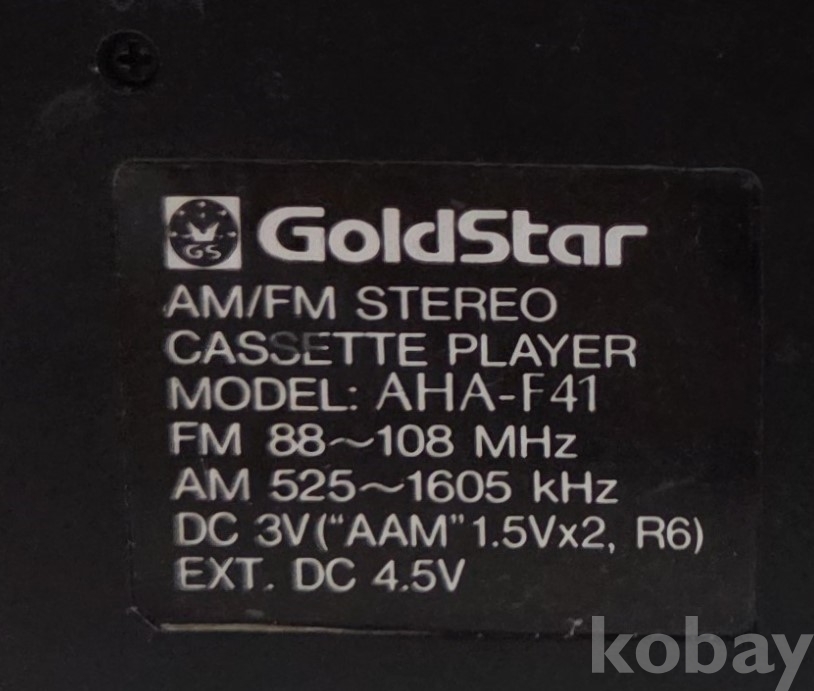 GS GoldStar
AM/FM STEREO
CASSETTE PLAYER
MODEL: AHA-F41
FM 88~108 MHz
AM 525~1605 kHz
DC 3V("AAM"1.5Vx2, R6)
EXT. DC 4.5V
kobay